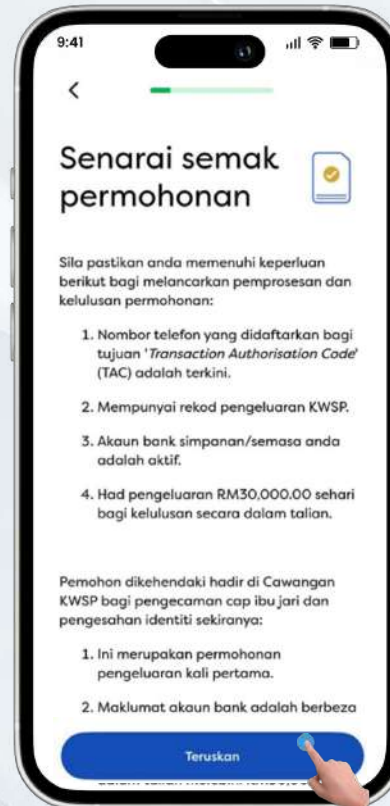 9:41
Senarai semak
permohonan
Sila pastikan anda memenuhi keperluan
berikut bagi melancarkan pemprosesan dan
kelulusan permohonan:
1. Nombor telefon yang didaftarkan bagi
tujuan 'Transaction Authorisation Code'
(TAC) adalah terkini.
2. Mempunyai rekod pengeluaran KWSP.
3. Akaun bank simpanan/semasa anda
adalah aktif.
4. Had pengeluaran RM30,000.00 sehari
bagi kelulusan secara dalam talian.
Pemohon dikehendaki hadir di Cawangan
KWSP bagi pengecaman cap ibu jari dan
pengesahan identiti sekiranya:
1. Ini merupakan permohonan
pengeluaran kali pertama.
2. Maklumat akaun bank adalah berbeza
Teruskan